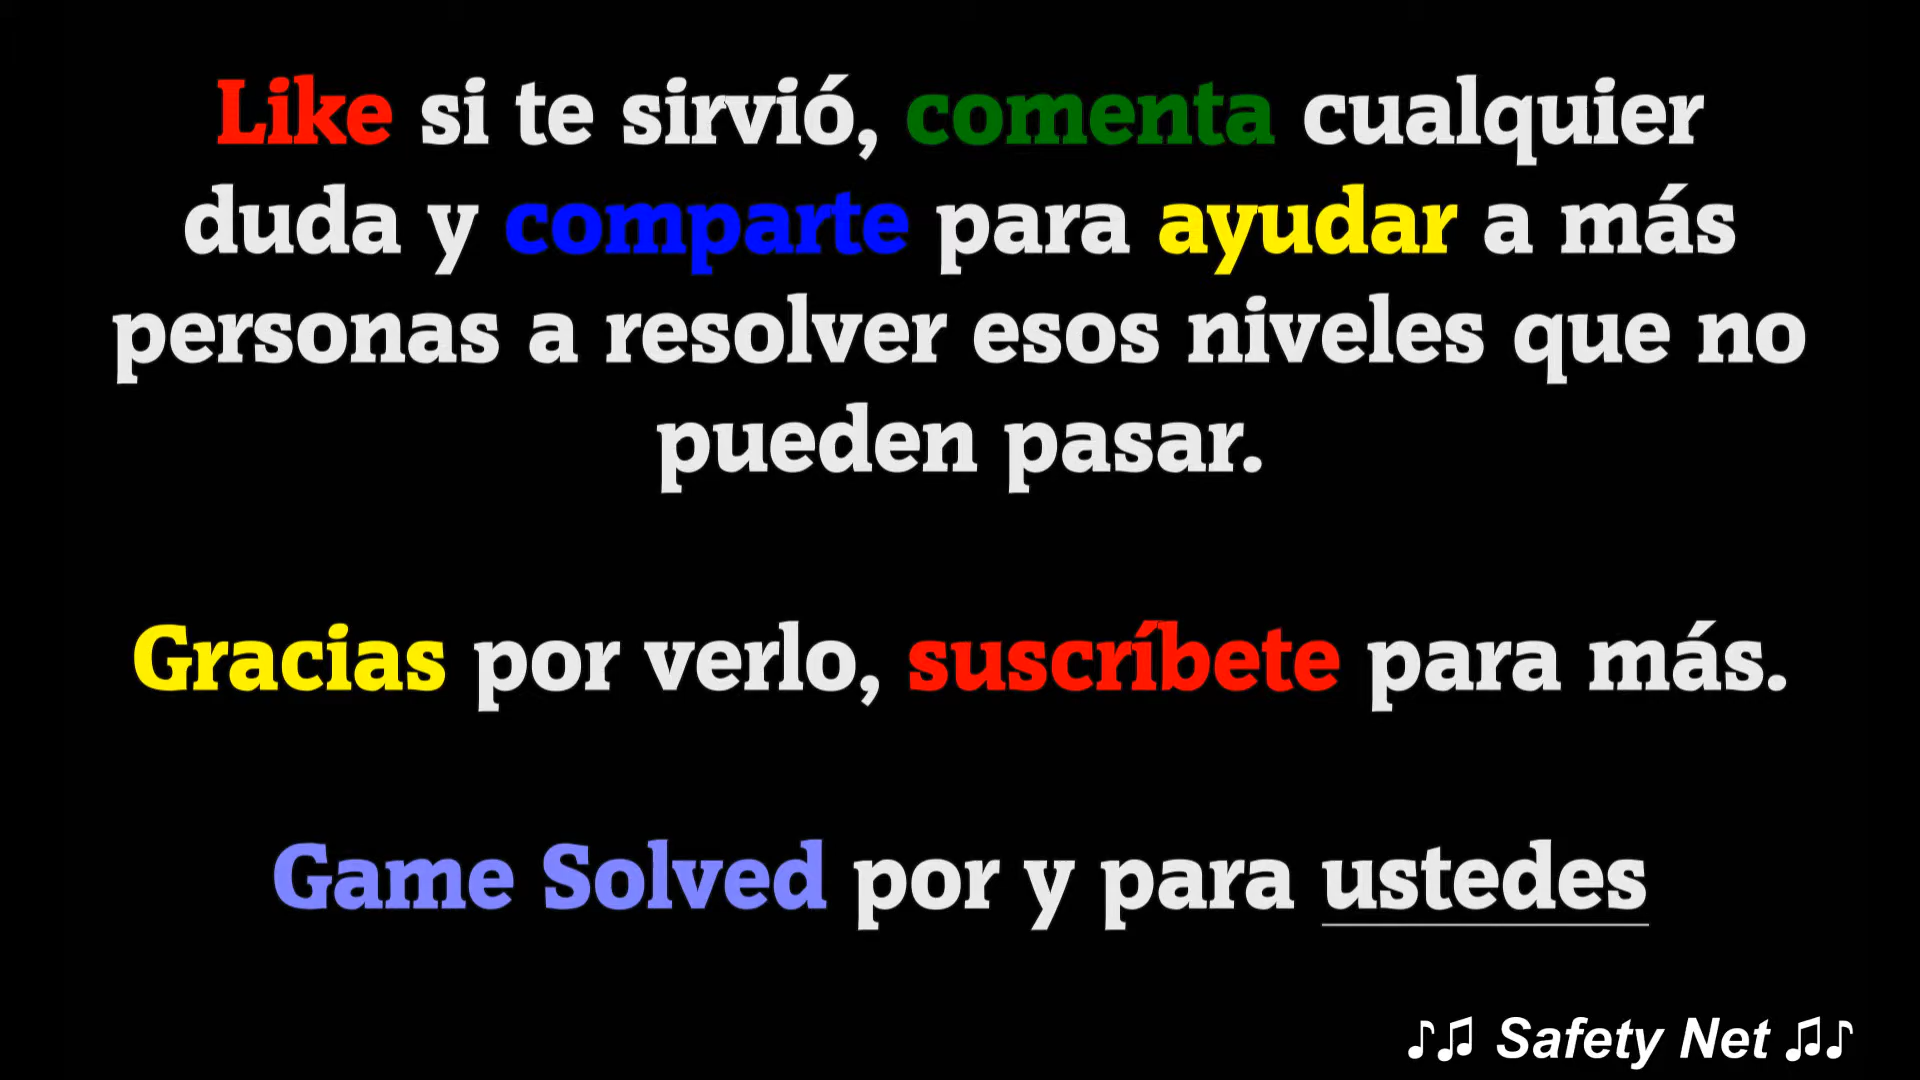 Like si te sirvió, comenta cualquier
duda y comparte para ayudar a más
personas a resolver esos niveles que no
pueden pasar.
Gracias por verlo, suscríbete para más.
Game Solved por y para ustedes
♪♫ Safety Net ♫♪